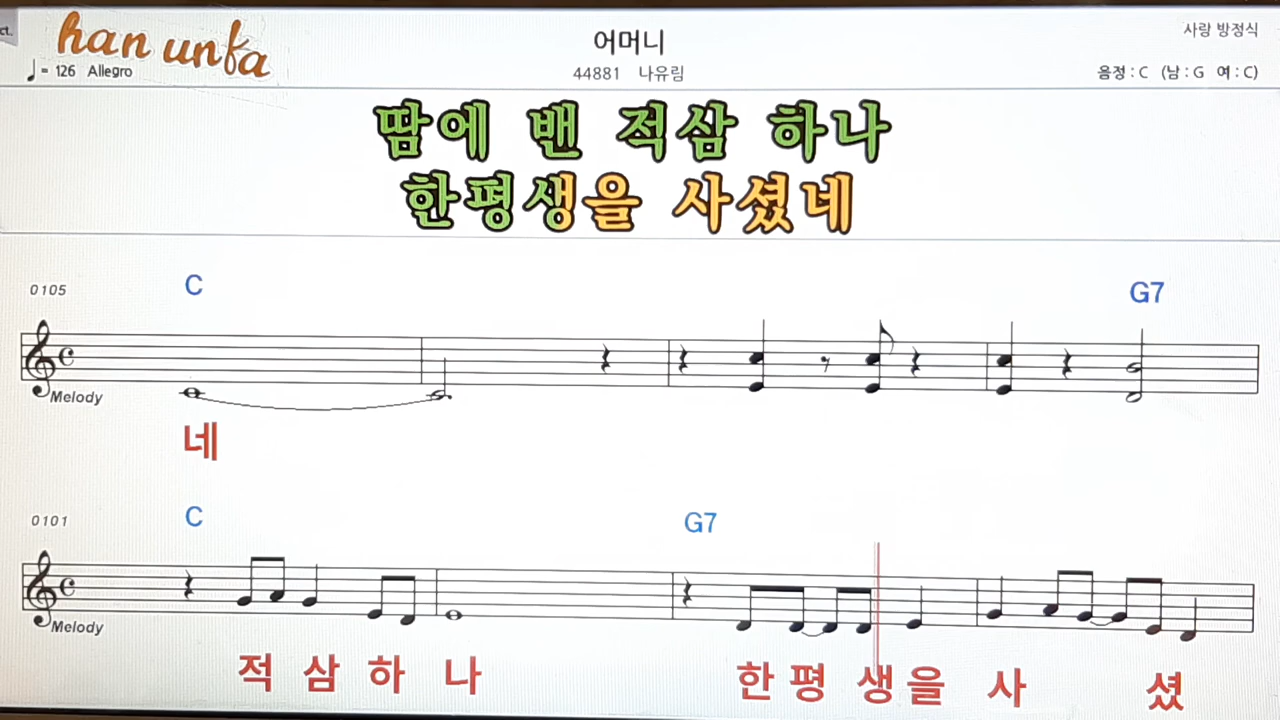 ct.
han unfa
♩= 126 Allegro
어머니
44881 나유림
사랑 방정식
음정 : C (남 : G 여 : C)
땀에 밴 적삼 하나
한평생을 사셨네
0105
C
G7
Melody
네
0101
C
G7
Melody
적 삼 하 나 한 평 생 을 사 셨